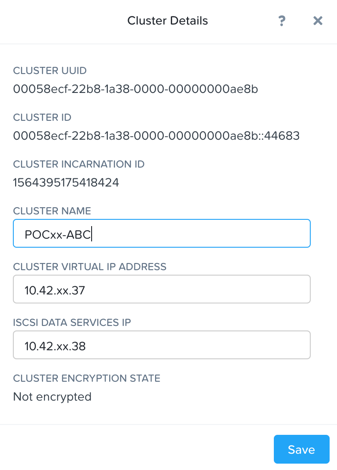 Cluster Details
?
×
CLUSTER UUID
00058ecf-22b8-1a38-0000-00000000ae8b
CLUSTER ID
00058ecf-22b8-1a38-0000-00000000ae8b::44683
CLUSTER INCARNATION ID
1564395175418424
CLUSTER NAME
POCxx-ABC
CLUSTER VIRTUAL IP ADDRESS
10.42.xx.37
ISCSI DATA SERVICES IP
10.42.xx.38
CLUSTER ENCRYPTION STATE
Not encrypted
Save